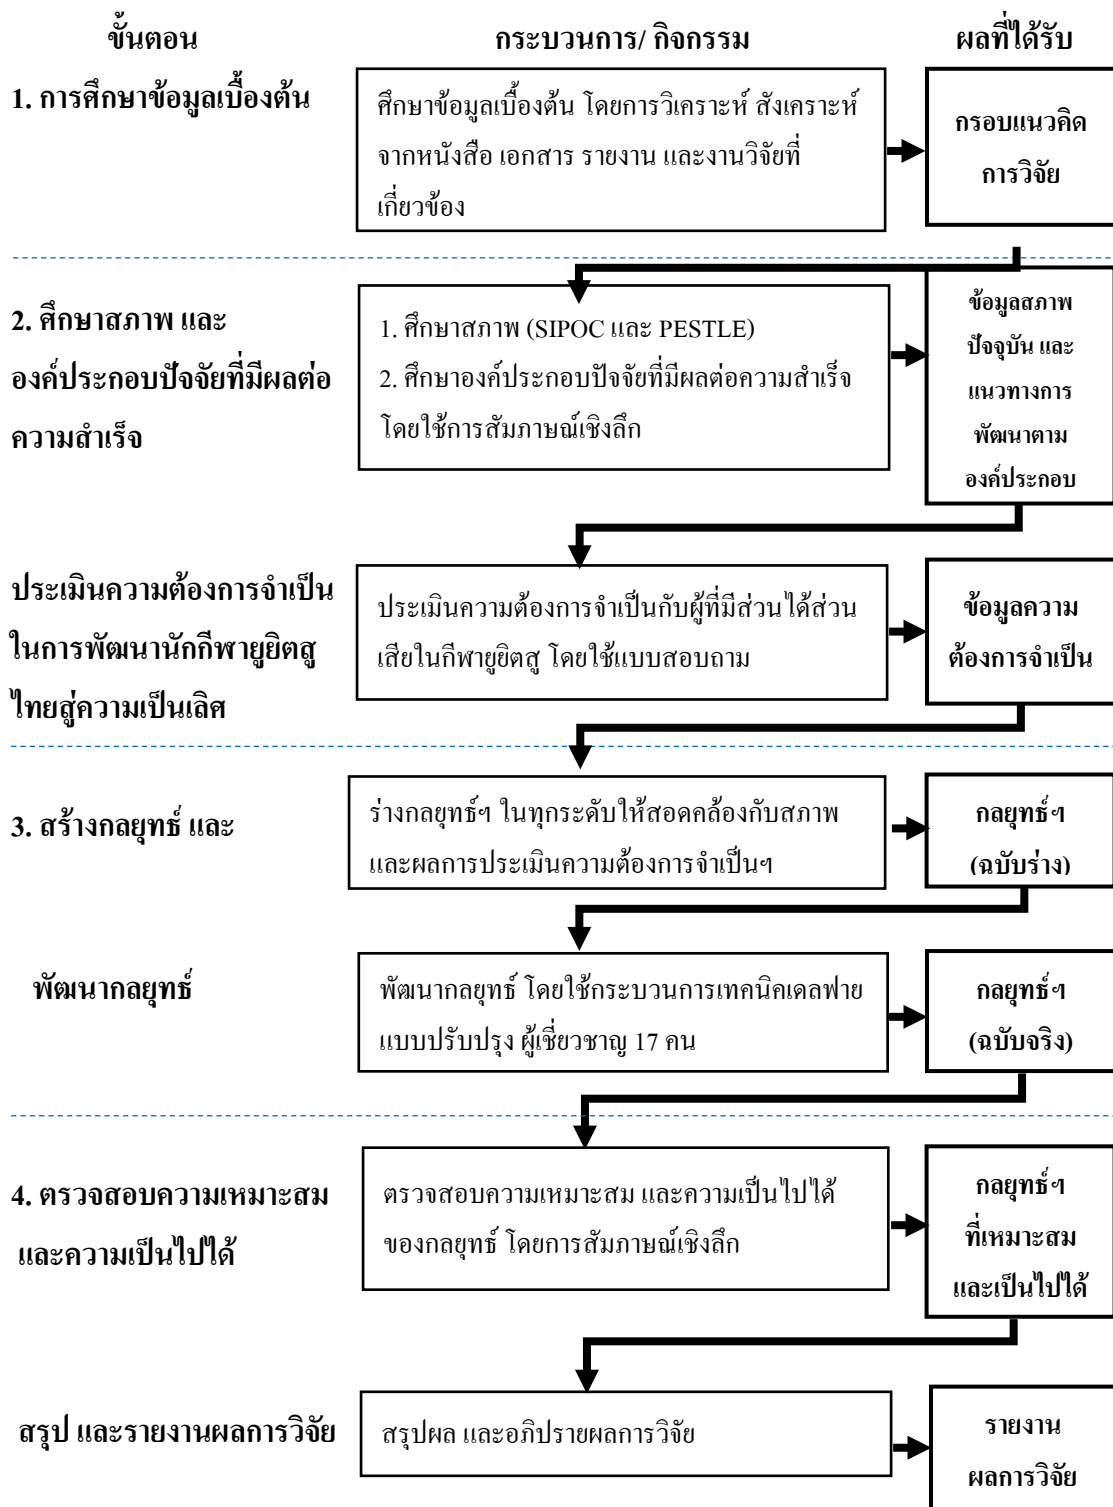 ขั้นตอน
กระบวนการ/ กิจกรรม
ผลที่ได้รับ
1. การศึกษาข้อมูลเบื้องต้น
ศึกษาข้อมูลเบื้องต้น โดยการวิเคราะห์ สังเคราะห์
จากหนังสือ เอกสาร รายงาน และงานวิจัยที่
เกี่ยวข้อง
กรอบแนวคิด
การวิจัย
2. ศึกษาสภาพ และ
องค์ประกอบปัจจัยที่มีผลต่อ
ความสำเร็จ
1. ศึกษาสภาพ (SIPOC และ PESTLE)
2. ศึกษาองค์ประกอบปัจจัยที่มีผลต่อความสำเร็จ
โดยใช้การสัมภาษณ์เชิงลึก
ข้อมูลสภาพ
ปัจจุบัน และ
แนวทางการ
พัฒนาตาม
องค์ประกอบ
ประเมินความต้องการจำเป็น
ในการพัฒนานักกีฬายูยิตสู
ไทยสู่ความเป็นเลิศ
ประเมินความต้องการจำเป็นกับผู้ที่มีส่วนได้ส่วน
เสียในกีฬายูยิตสู โดยใช้แบบสอบถาม
ข้อมูลความ
ต้องการจำเป็น
3. สร้างกลยุทธ์ และ
ร่างกลยุทธ์ฯ ในทุกระดับให้สอดคล้องกับสภาพ
และผลการประเมินความต้องการจำเป็นฯ
กลยุทธ์ฯ
(ฉบับร่าง)
พัฒนากลยุทธ์
พัฒนากลยุทธ์ โดยใช้กระบวนการเทคนิคเดลฟาย
แบบปรับปรุง ผู้เชี่ยวชาญ 17 คน
กลยุทธ์ฯ
(ฉบับจริง)
4. ตรวจสอบความเหมาะสม
และความเป็นไปได้
ตรวจสอบความเหมาะสม และความเป็นไปได้
ของกลยุทธ์ โดยการสัมภาษณ์เชิงลึก
กลยุทธ์ฯ
ที่เหมาะสม
และเป็นไปได้
สรุป และรายงานผลการวิจัย
สรุปผล และอภิปรายผลการวิจัย
รายงาน
ผลการวิจัย